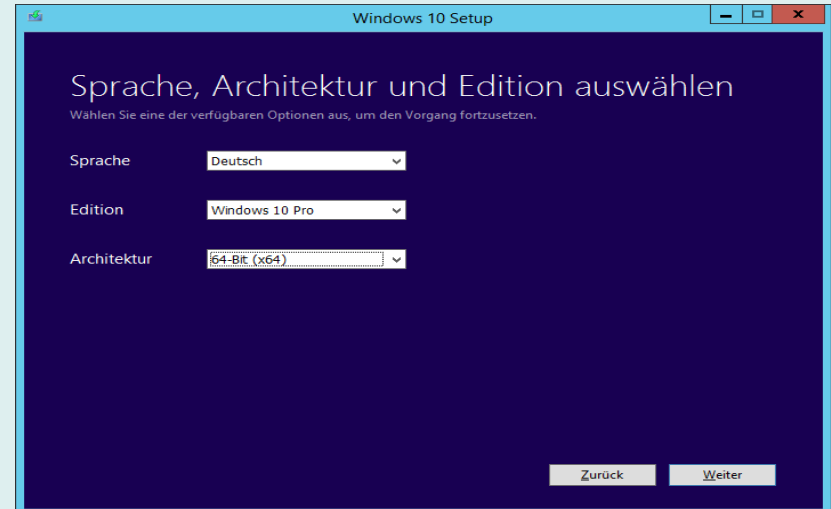 Windows 10 Setup
Sprache, Architektur und Edition auswählen
Wählen Sie eine der verfügbaren Optionen aus, um den Vorgang fortzusetzen.
Sprache Deutsch
Edition Windows 10 Pro
Architektur 64-Bit (x64)
Zurück Weiter